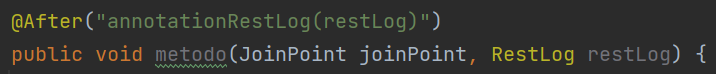 @After("annotationRestLog(restLog)")
public void metodo(JoinPoint joinPoint, RestLog restLog) {